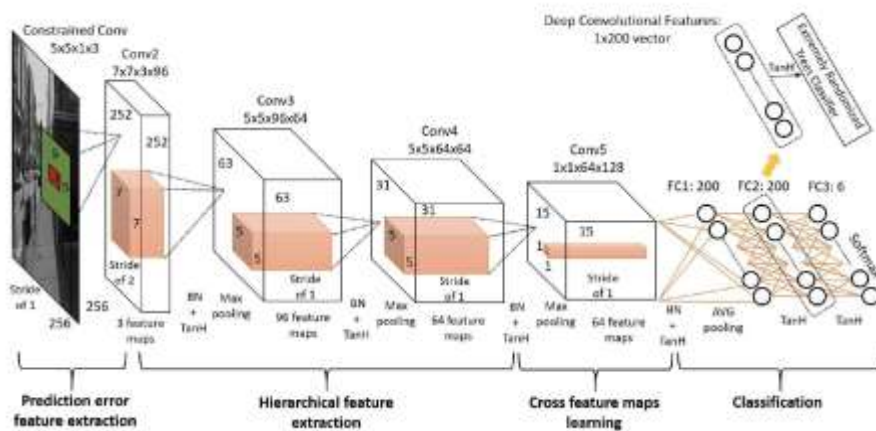 Constrained Conv
5x5x1x3
Conv2
7x7x3x96
Conv3
5x5x96x64
Conv4
5x5x64x64
Conv5
1x1x64x128
Deep Convolutional Features:
1x200 vector
TanH
Extremely Randomized
Trees Classifier
FC1: 200
FC2: 200
FC3: 6
Softmax
252
252
7
7
63
63
5
5
31
31
5
5
15
15
1
1
Stride
of 1
256
256
Stride
of 2
3 feature
maps
BN
+
TanH
Max
pooling
Stride
of 1
96 feature
maps
BN
+
TanH
Max
pooling
Stride
of 1
64 feature
maps
BN
+
TanH
Max
pooling
Stride
of 1
64 feature
maps
BN
+
TanH
AVG
pooling
TanH
TanH
Prediction error
feature extraction
Hierarchical feature
extraction
Cross feature maps
learning
Classification